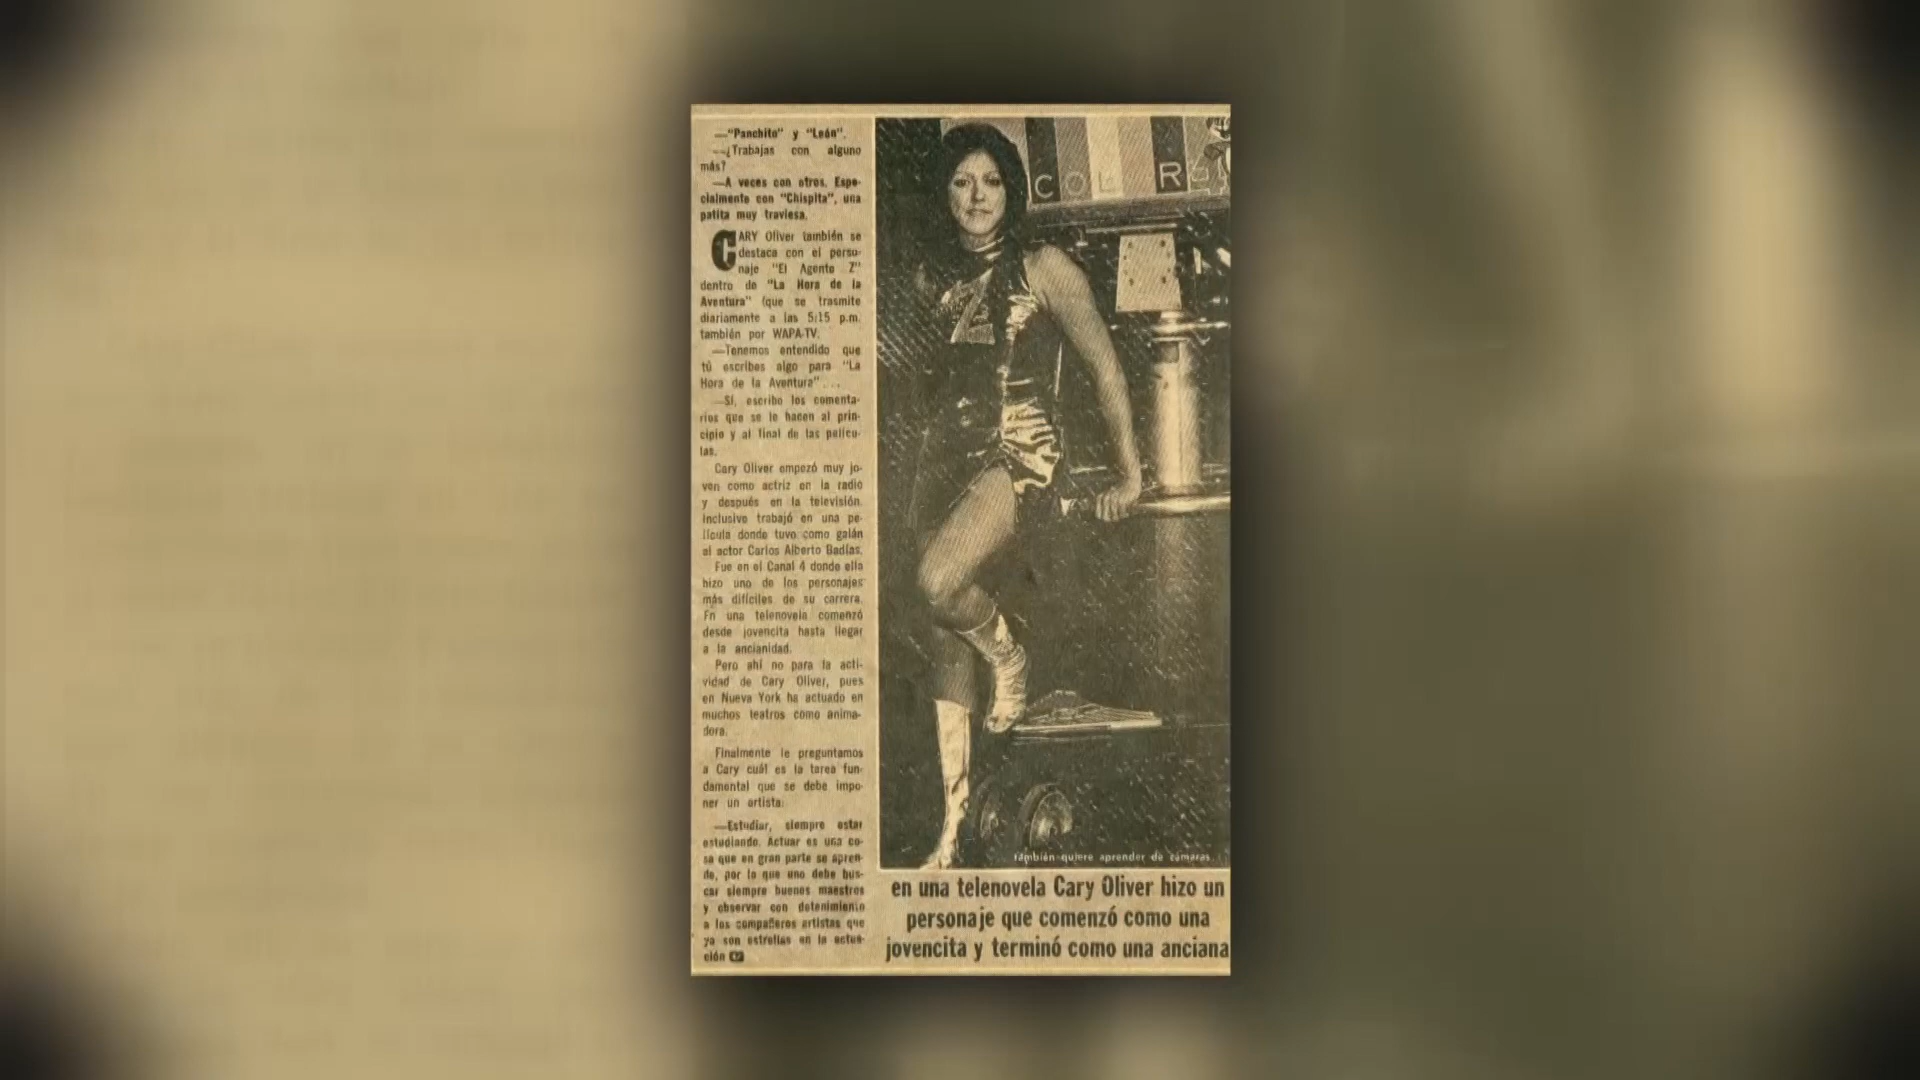 —"Panchito" y "León".
—¿Trabajas con alguno
más?
—A veces con otros. Espe-
cialmente con "Chispita", una
patita muy traviesa.
CARY Oliver también se
destaca con el perso-
naje "El Agente Z"
dentro de "La Hora de la
Aventura" (que se trasmite
diariamente a las 5:15 p.m.
también por WAPA-TV.
—Tenemos entendido que
tú escribes algo para "La
Hora de la Aventura"...
—Sí, escribo los comenta-
rios que se le hacen al prin-
cipio y al final de las pelícu-
las.
Cary Oliver empezó muy jo-
ven como actriz en la radio
y después en la televisión.
Inclusive trabajó en una pe-
lícula donde tuvo como galán
al actor Carlos Alberto Badías.
Fue en el Canal 4 donde ella
hizo uno de los personajes
más difíciles de su carrera.
En una telenovela comenzó
desde jovencita hasta llegar
a la ancianidad.
Pero ahí no para la acti-
vidad de Cary Oliver, pues
en Nueva York ha actuado en
muchos teatros como anima-
dora.
Finalmente le preguntamos
a Cary cuál es la tarea fun-
damental que se debe impo-
ner un artista:
—Estudiar, siempre estar
estudiando. Actuar es una co-
sa que en gran parte se apren-
de, por lo que uno debe bus-
car siempre buenos maestros
y observar con detenimiento
a los compañeros artistas que
ya son estrellas en la actua-
ción
COL R
Z
también quiere aprender de cámaras...
en una telenovela Cary Oliver hizo un
personaje que comenzó como una
jovencita y terminó como una anciana